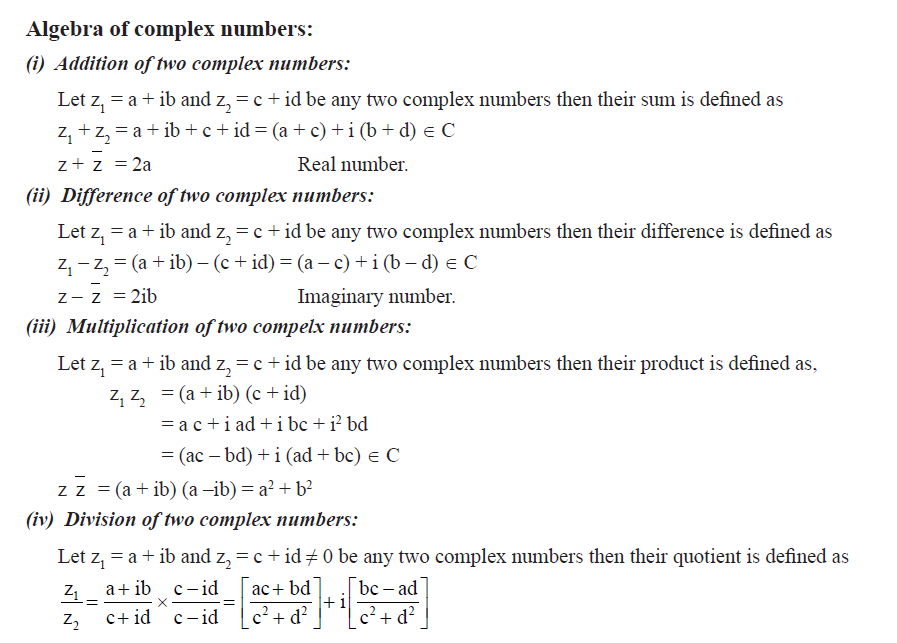 Algebra of complex numbers:
(i) Addition of two complex numbers:
Let z₁ = a + ib and z₂ = c + id be any two complex numbers then their sum is defined as
z₁ + z₂ = a + ib + c + id = (a + c) + i (b + d) ∈ C
z + z̅ = 2a Real number.
(ii) Difference of two complex numbers:
Let z₁ = a + ib and z₂ = c + id be any two complex numbers then their difference is defined as
z₁ – z₂ = (a + ib) – (c + id) = (a – c) + i (b – d) ∈ C
z – z̅ = 2ib Imaginary number.
(iii) Multiplication of two compelx numbers:
Let z₁ = a + ib and z₂ = c + id be any two complex numbers then their product is defined as,
z₁ z₂ = (a + ib) (c + id)
= a c + i ad + i bc + i² bd
= (ac – bd) + i (ad + bc) ∈ C
z z̅ = (a + ib) (a –ib) = a² + b²
(iv) Division of two complex numbers:
Let z₁ = a + ib and z₂ = c + id ≠ 0 be any two complex numbers then their quotient is defined as
z₁/z₂ = (a + ib)/(c + id) × (c – id)/(c – id) = [(ac + bd)/(c² + d²)] + i [(bc – ad)/(c² + d²)]